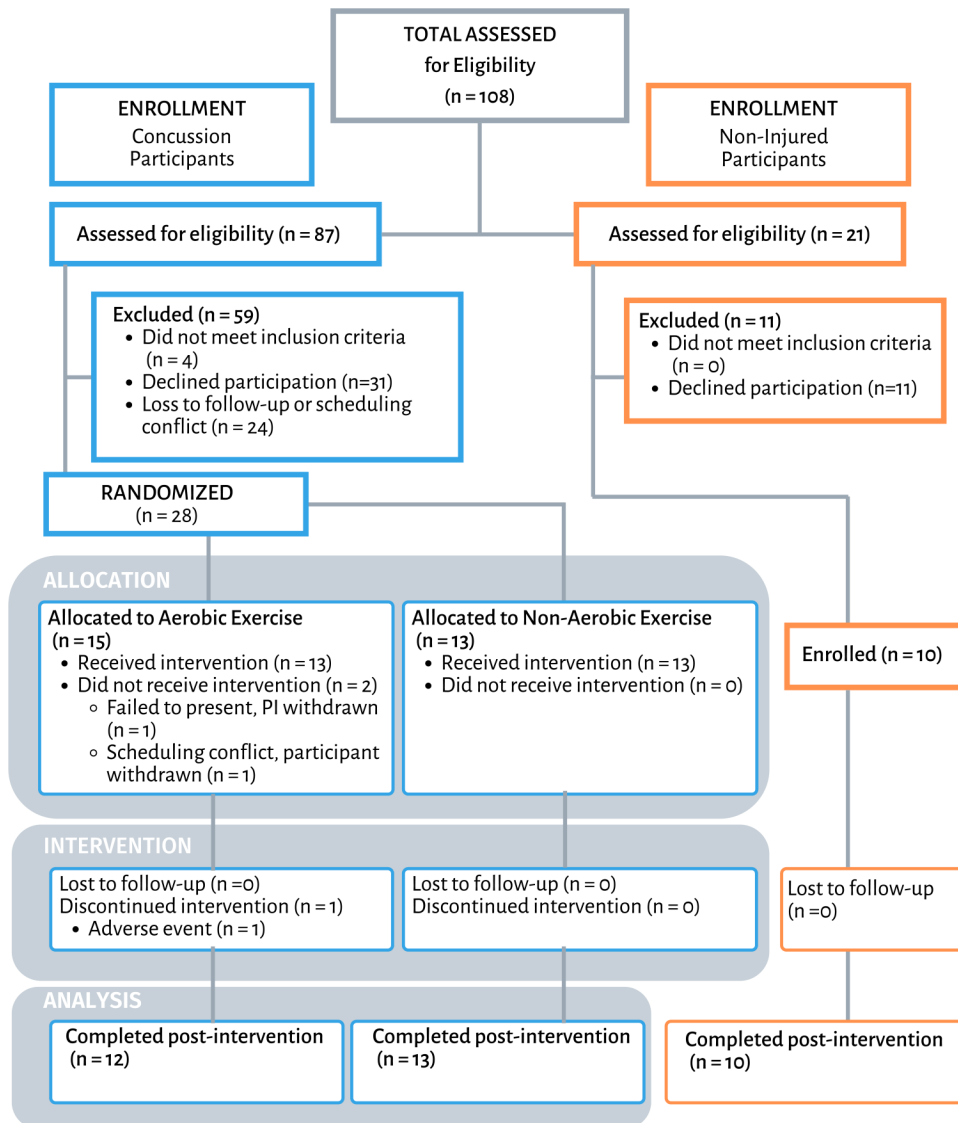 TOTAL ASSESSED
for Eligibility
(n = 108)
ENROLLMENT
Concussion
Participants
ENROLLMENT
Non-Injured
Participants
Assessed for eligibility (n = 87)
Assessed for eligibility (n = 21)
Excluded (n = 59)
• Did not meet inclusion criteria
(n = 4)
• Declined participation (n=31)
• Loss to follow-up or scheduling
conflict (n = 24)
Excluded (n = 11)
• Did not meet inclusion criteria
(n = 0)
• Declined participation (n=11)
RANDOMIZED
(n = 28)
ALLOCATION
Allocated to Aerobic Exercise
(n = 15)
• Received intervention (n = 13)
• Did not receive intervention (n = 2)
○ Failed to present, PI withdrawn
(n = 1)
○ Scheduling conflict, participant
withdrawn (n = 1)
Allocated to Non-Aerobic Exercise
(n = 13)
• Received intervention (n = 13)
• Did not receive intervention (n = 0)
Enrolled (n = 10)
INTERVENTION
Lost to follow-up (n =0)
Discontinued intervention (n = 1)
• Adverse event (n = 1)
Lost to follow-up (n = 0)
Discontinued intervention (n = 0)
Lost to follow-up
(n =0)
ANALYSIS
Completed post-intervention
(n = 12)
Completed post-intervention
(n = 13)
Completed post-intervention
(n = 10)